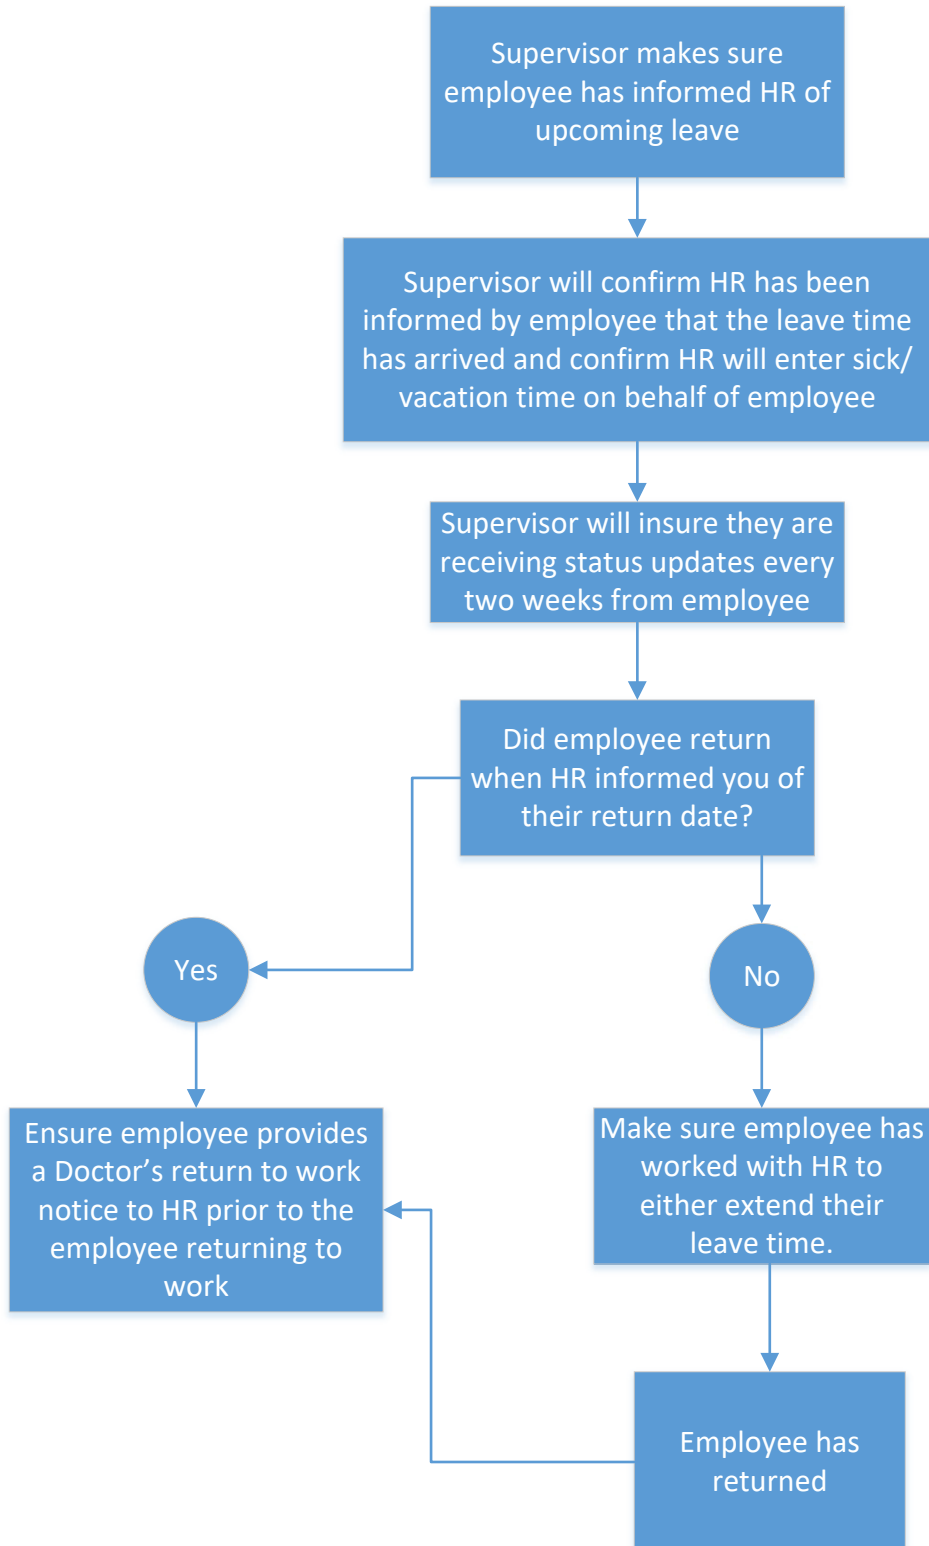 Supervisor makes sure
employee has informed HR of
upcoming leave
Supervisor will confirm HR has been
informed by employee that the leave time
has arrived and confirm HR will enter sick/
vacation time on behalf of employee
Supervisor will insure they are
receiving status updates every
two weeks from employee
Did employee return
when HR informed you of
their return date?
Yes
No
Ensure employee provides
a Doctor’s return to work
notice to HR prior to the
employee returning to
work
Make sure employee has
worked with HR to
either extend their
leave time.
Employee has
returned